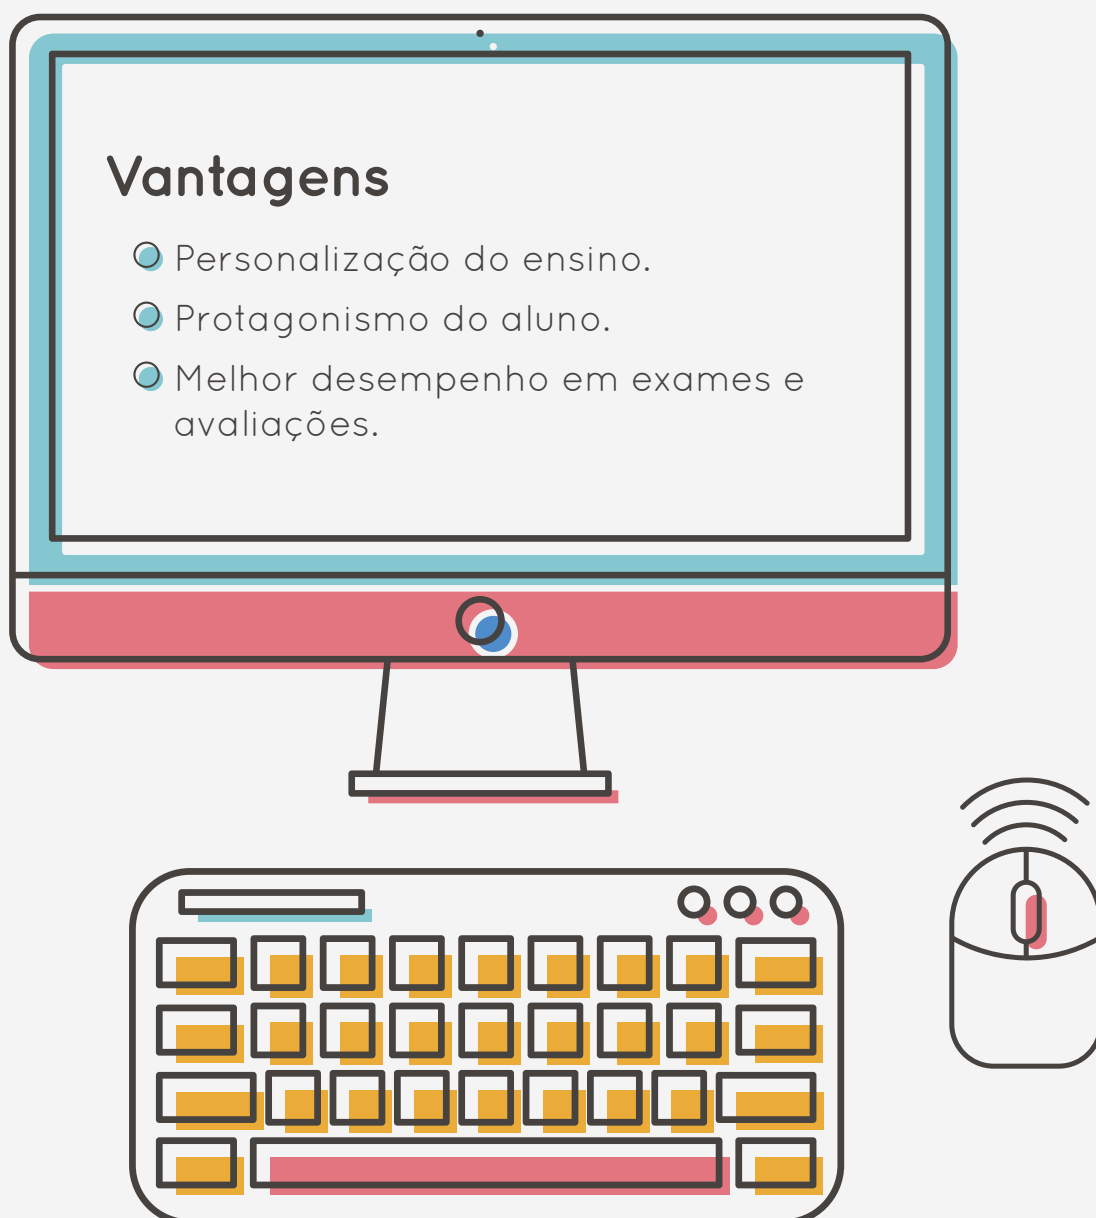 Vantagens
Personalização do ensino.
Protagonismo do aluno.
Melhor desempenho em exames e
avaliações.